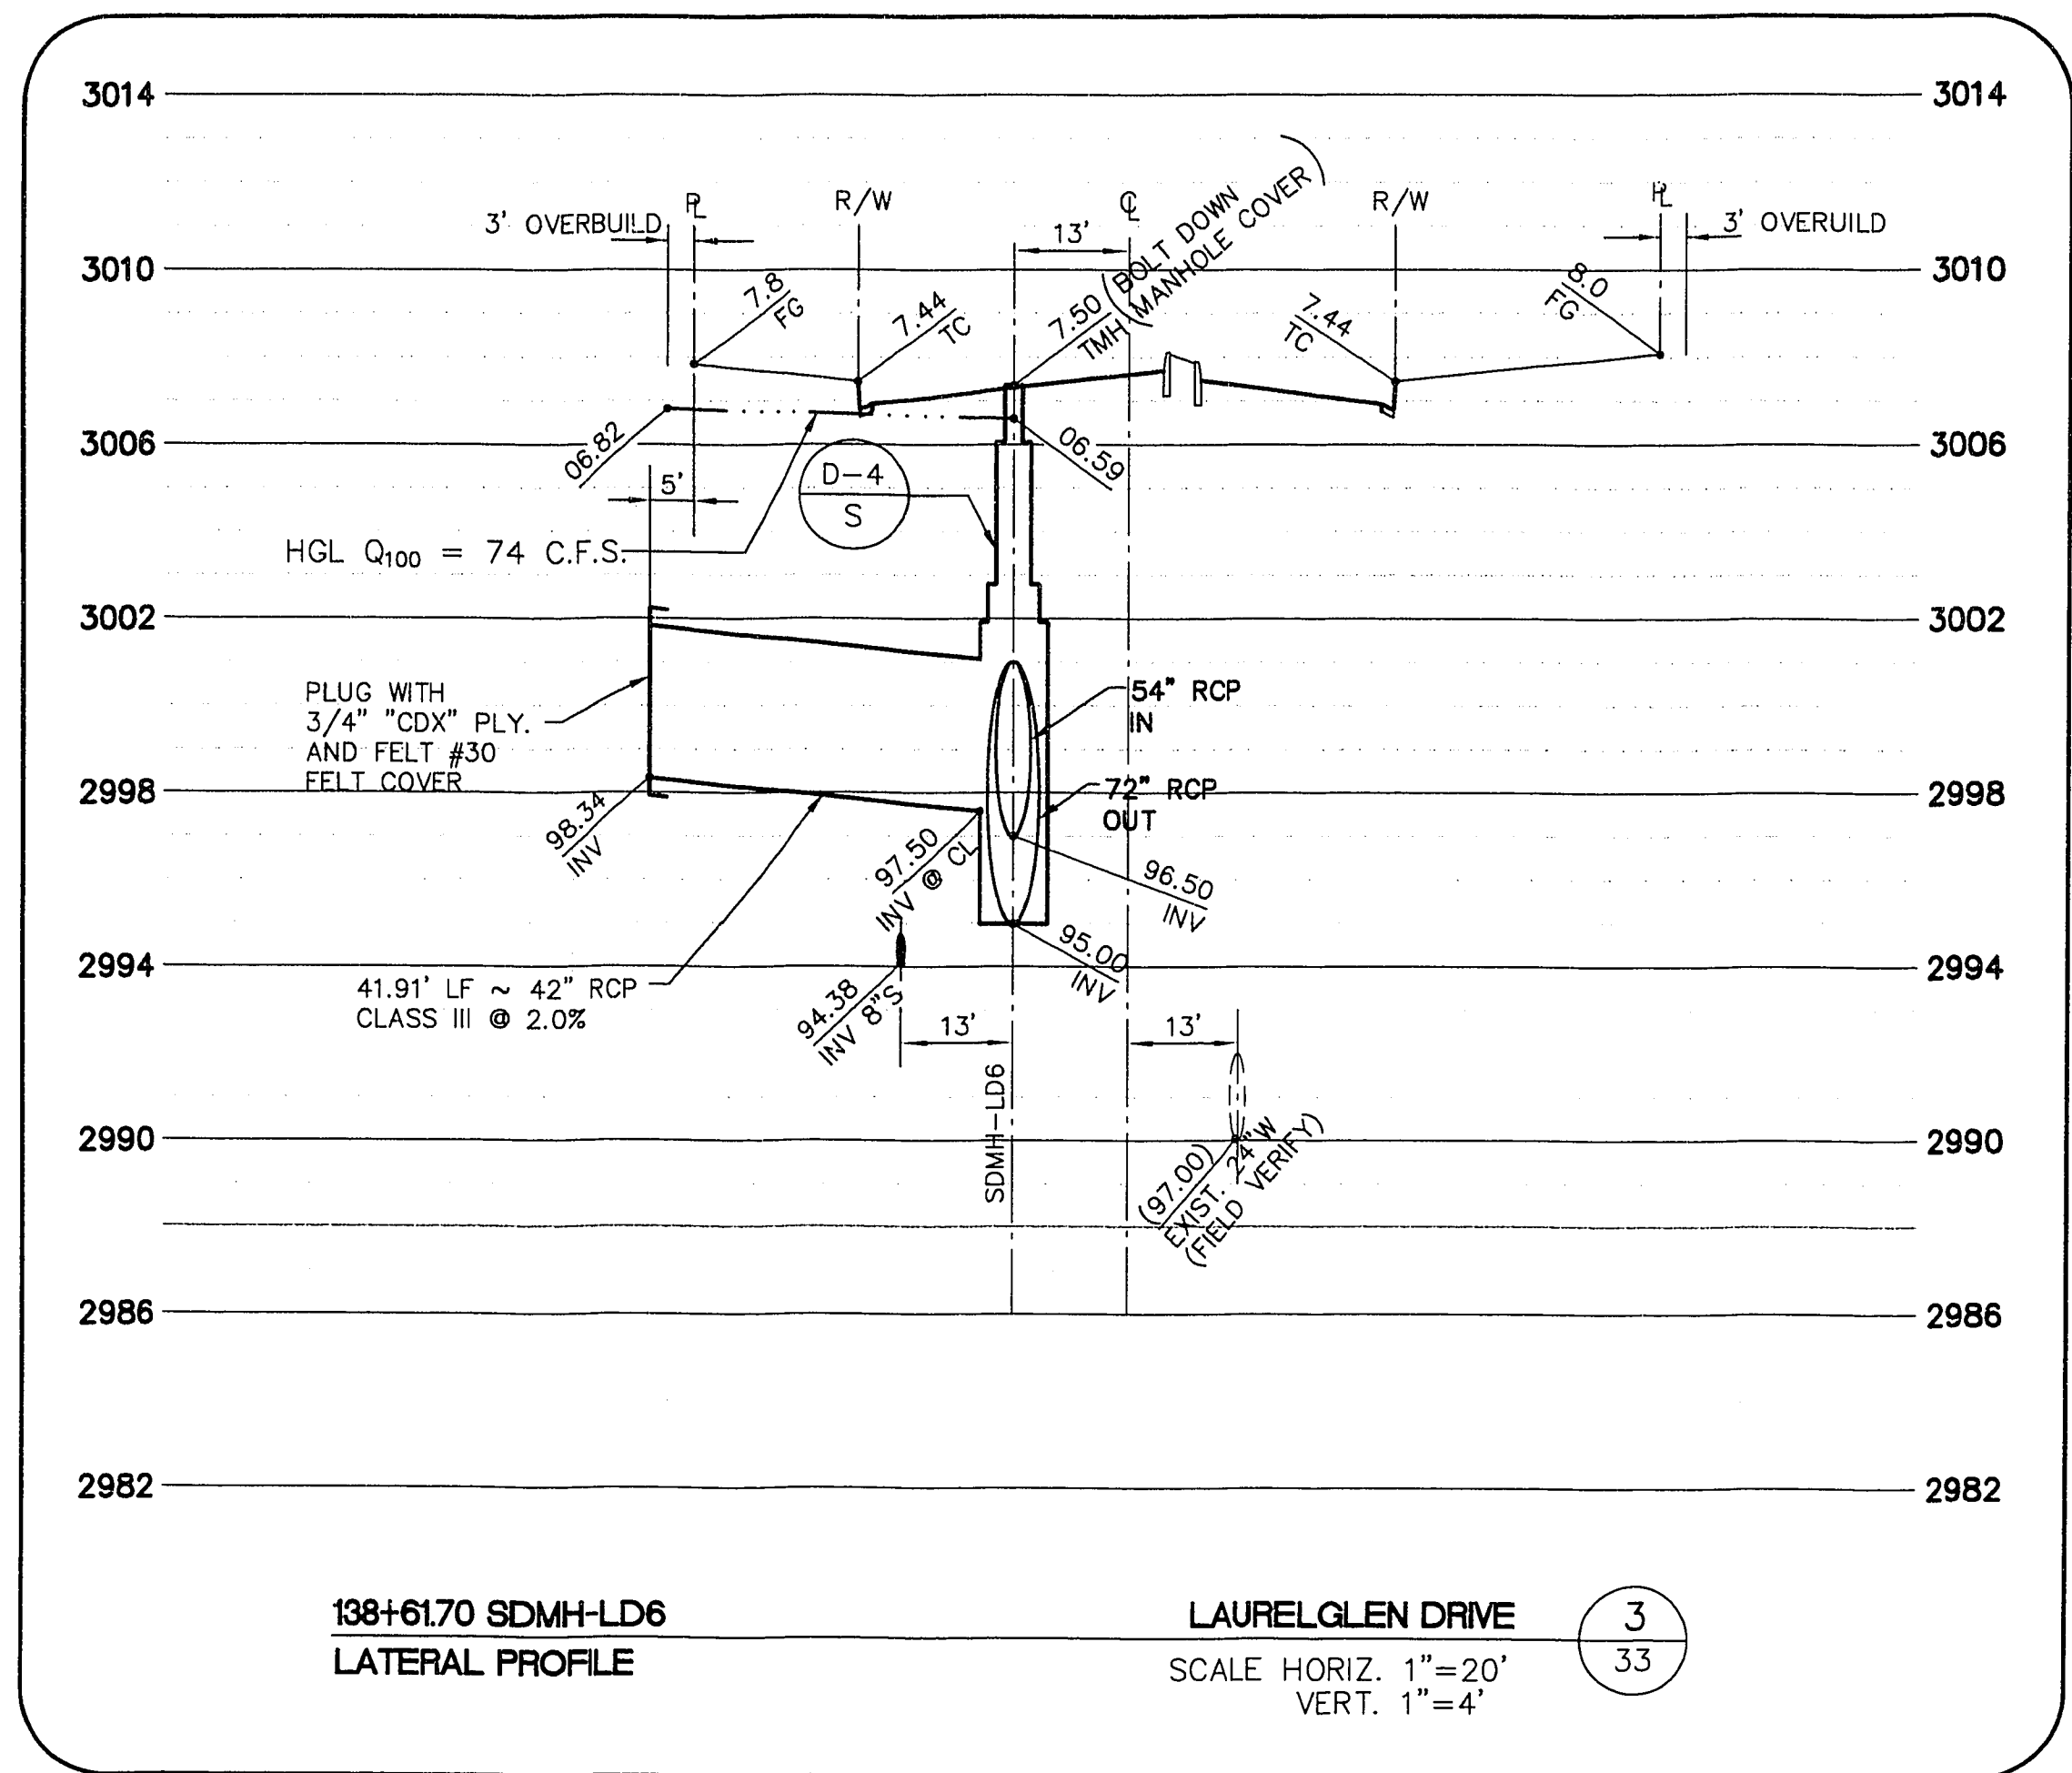 3014 3014
3010 3010
3006 3006
3002 3002
2998 2998
2994 2994
2990 2990
2986 2986
2982 2982
3' OVERBUILD
PL
R/W
13'
CL
R/W
PL
3' OVERUILD
7.8
FG
7.44
TC
7.50
TMH
(BOLT DOWN
MANHOLE COVER)
7.44
TC
8.0
FG
06.82
5'
D-4
S
06.59
HGL Q100 = 74 C.F.S.
PLUG WITH
3/4" "CDX" PLY.
AND FELT #30
FELT COVER
54" RCP
IN
72" RCP
OUT
98.34
INV
97.50
INV @ CL
96.50
INV
95.00
INV
41.91' LF ~ 42" RCP
CLASS III @ 2.0%
94.38
INV 8"S
13'
13'
SDMH-LD6
(97.00)
EXIST. 24"W
(FIELD VERIFY)
138+61.70 SDMH-LD6
LATERAL PROFILE
LAURELGLEN DRIVE
SCALE HORIZ. 1"=20'
VERT. 1"=4'
3
33